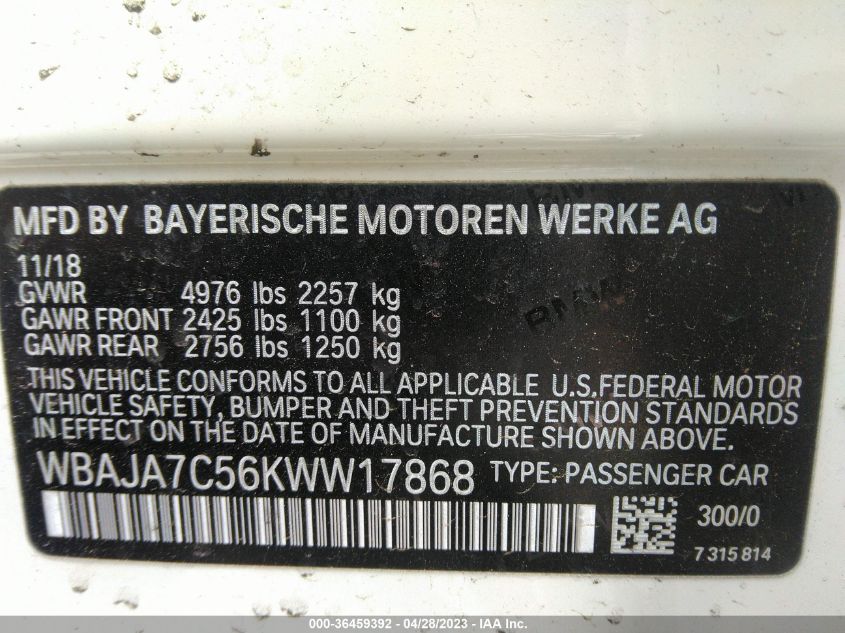 MFD BY BAYERISCHE MOTOREN WERKE AG
11/18
GVWR 4976 lbs 2257 kg
GAWR FRONT 2425 lbs 1100 kg
GAWR REAR 2756 lbs 1250 kg
THIS VEHICLE CONFORMS TO ALL APPLICABLE U.S.FEDERAL MOTOR
VEHICLE SAFETY, BUMPER AND THEFT PREVENTION STANDARDS
IN EFFECT ON THE DATE OF MANUFACTURE SHOWN ABOVE.
WBAJA7C56KWW17868 TYPE: PASSENGER CAR
300/0
7 315 814
000-36459392 - 04/28/2023 - IAA Inc.